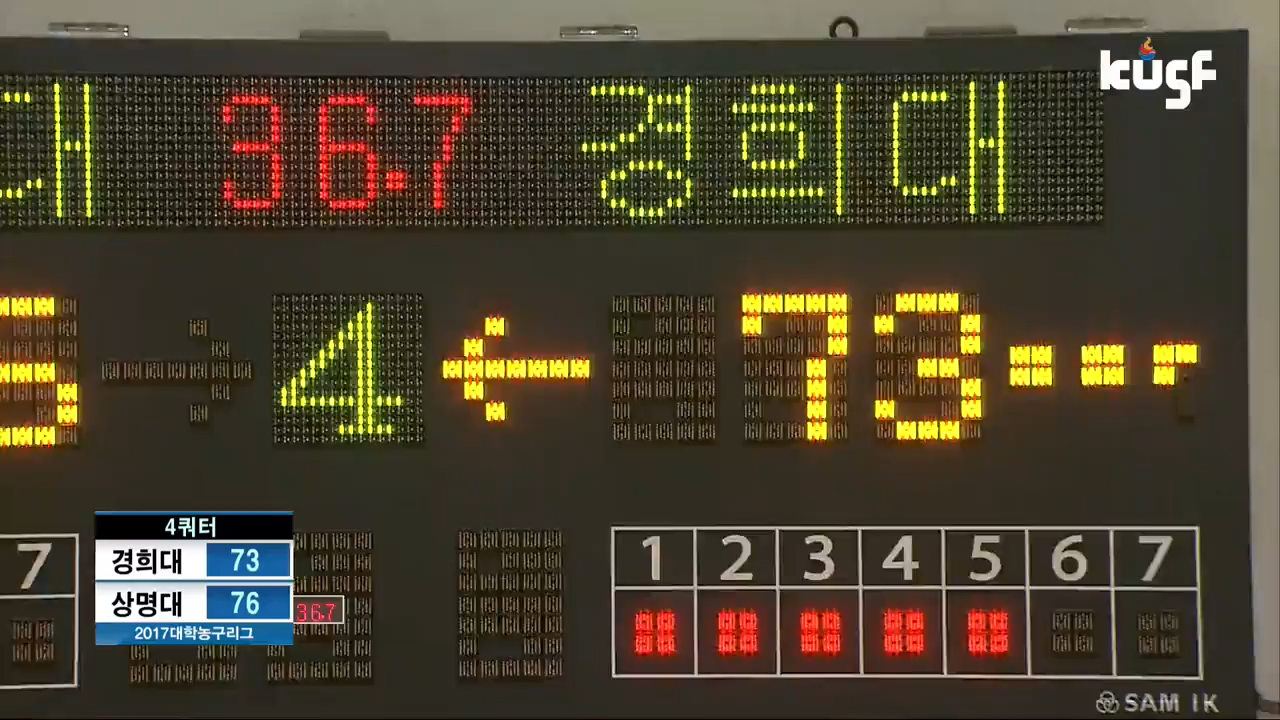 kusf
대 36.7 경희대
4 73
7
1 2 3 4 5 6 7
4쿼터
경희대 73
상명대 76
36.7
2017대학농구리그
SAM IK